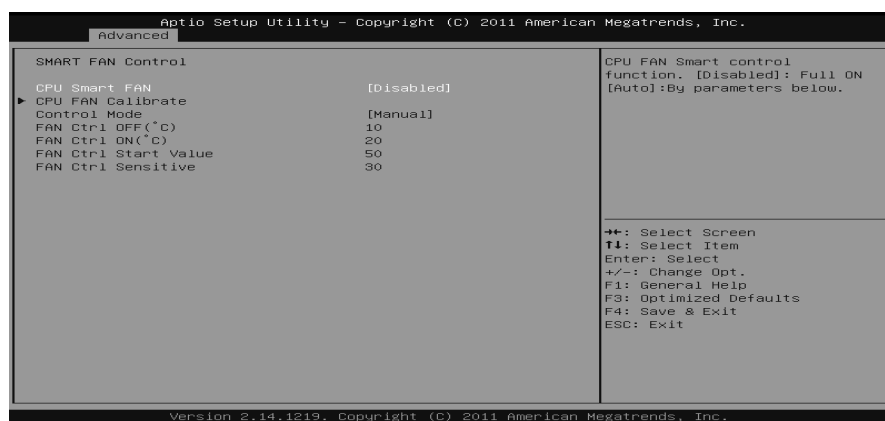 Aptio Setup Utility – Copyright (C) 2011 American Megatrends, Inc.
Advanced
SMART FAN Control
CPU Smart FAN [Disabled]
► CPU FAN Calibrate
Control Mode [Manual]
FAN Ctrl OFF(°C) 10
FAN Ctrl ON(°C) 20
FAN Ctrl Start Value 50
FAN Ctrl Sensitive 30
CPU FAN Smart control
function. [Disabled]: Full ON
[Auto]:By parameters below.
→←: Select Screen
↑↓: Select Item
Enter: Select
+/-: Change Opt.
F1: General Help
F3: Optimized Defaults
F4: Save & Exit
ESC: Exit
Version 2.14.1219. Copyright (C) 2011 American Megatrends, Inc.